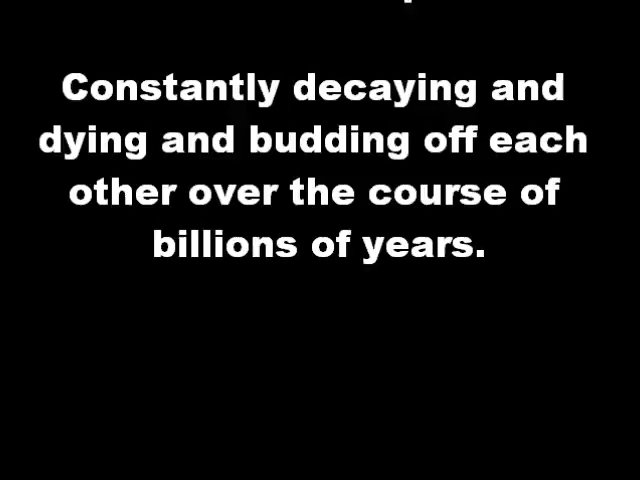 Constantly decaying and
dying and budding off each
other over the course of
billions of years.